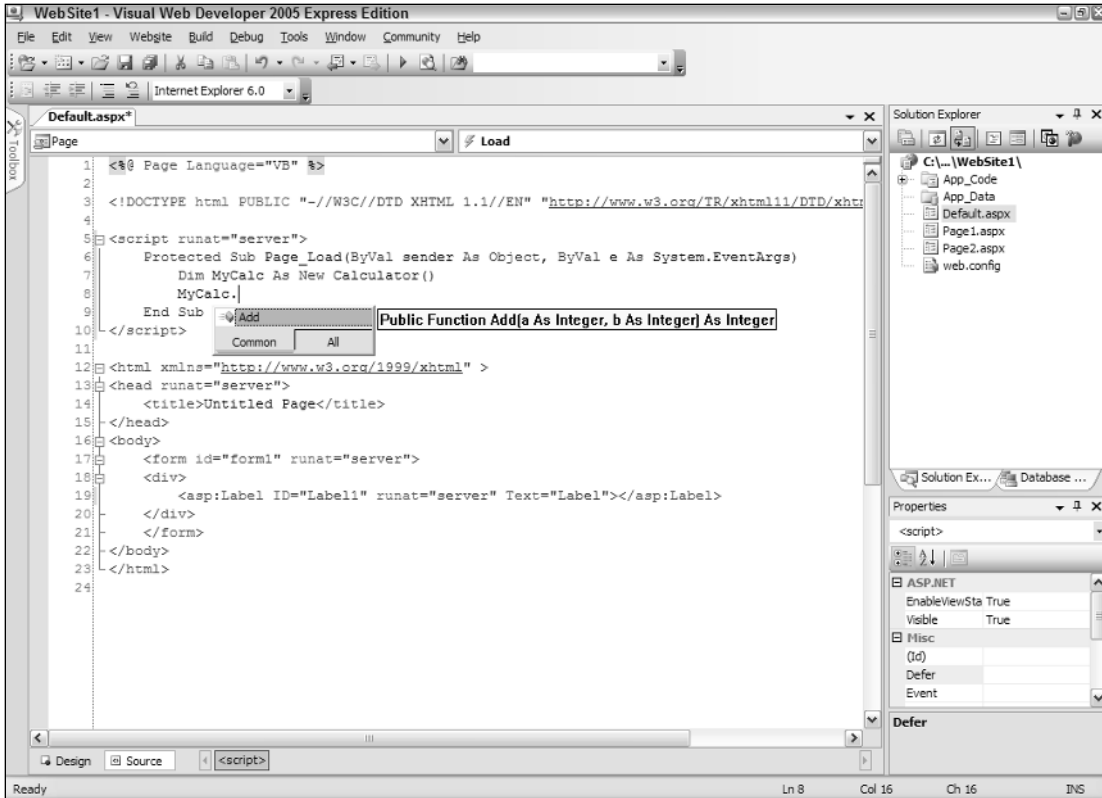 WebSite1 - Visual Web Developer 2005 Express Edition
File Edit View Website Build Debug Tools Window Community Help
Internet Explorer 6.0
Toolbox
Default.aspx*
Page
Load
1 <%@ Page Language="VB" %>
2
3 <!DOCTYPE html PUBLIC "-//W3C//DTD XHTML 1.1//EN" "http://www.w3.org/TR/xhtml11/DTD/xhtm
4
5 <script runat="server">
6 Protected Sub Page_Load(ByVal sender As Object, ByVal e As System.EventArgs)
7 Dim MyCalc As New Calculator()
8 MyCalc.
9 End Sub
Add
Public Function Add(a As Integer, b As Integer) As Integer
Common All
10 </script>
11
12 <html xmlns="http://www.w3.org/1999/xhtml" >
13 <head runat="server">
14 <title>Untitled Page</title>
15 </head>
16 <body>
17 <form id="form1" runat="server">
18 <div>
19 <asp:Label ID="Label1" runat="server" Text="Label"></asp:Label>
20 </div>
21 </form>
22 </body>
23 </html>
24
Design Source <script>
Solution Explorer
C:\...\WebSite1\
App_Code
App_Data
Default.aspx
Page1.aspx
Page2.aspx
web.config
Solution Ex... Database ...
Properties
<script>
ASP.NET
EnableViewSta True
Visible True
Misc
(Id)
Defer
Event
Defer
Ready Ln 8 Col 16 Ch 16 INS